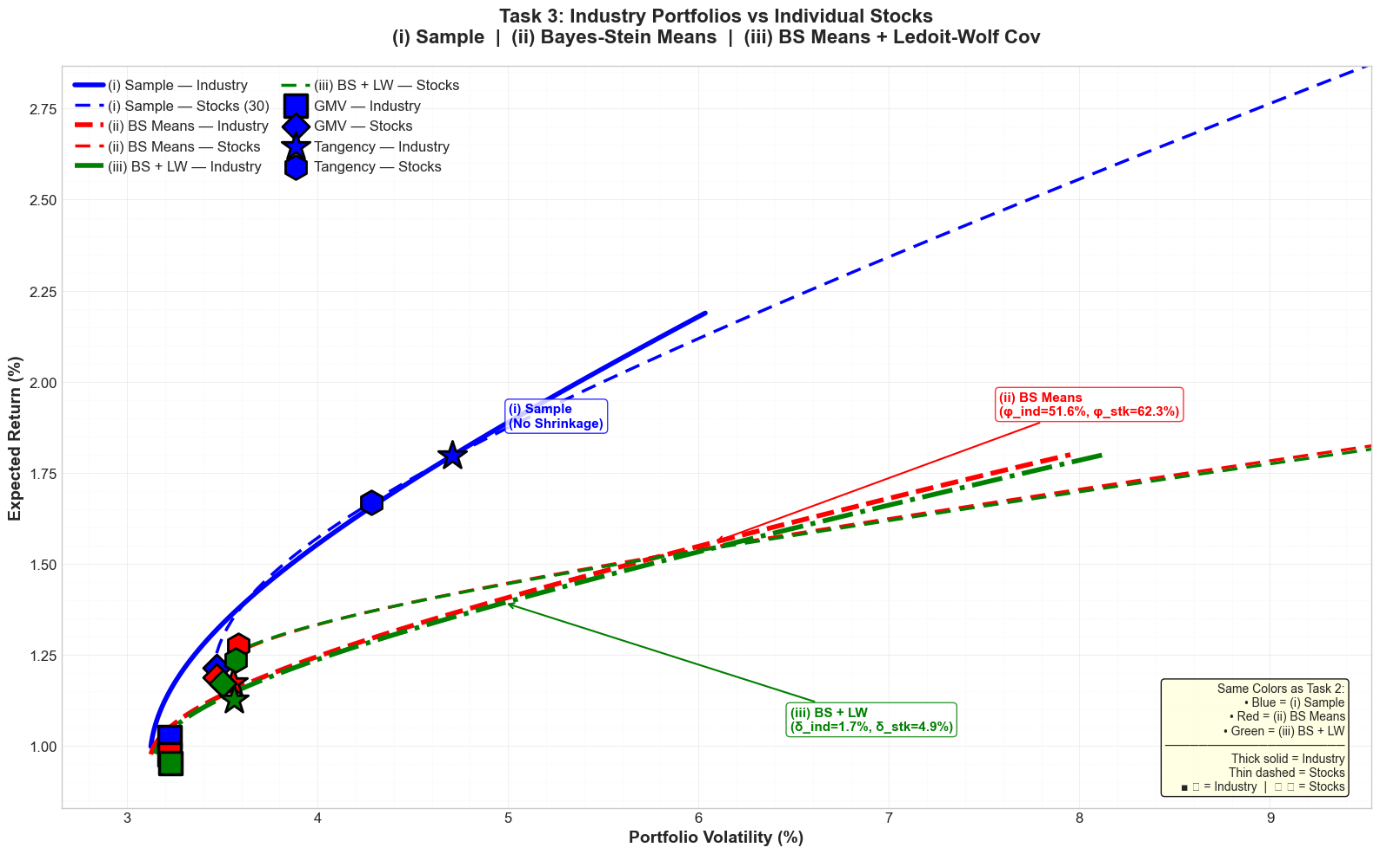 Task 3: Industry Portfolios vs Individual Stocks
(i) Sample | (ii) Bayes-Stein Means | (iii) BS Means + Ledoit-Wolf Cov
(i) Sample — Industry
(i) Sample — Stocks (30)
(ii) BS Means — Industry
(ii) BS Means — Stocks
(iii) BS + LW — Industry
(iii) BS + LW — Stocks
GMV — Industry
GMV — Stocks
Tangency — Industry
Tangency — Stocks
Expected Return (%)
2.75
2.50
2.25
2.00
1.75
1.50
1.25
1.00
(i) Sample
(No Shrinkage)
(ii) BS Means
(φ_ind=51.6%, φ_stk=62.3%)
(iii) BS + LW
(δ_ind=1.7%, δ_stk=4.9%)
Same Colors as Task 2:
• Blue = (i) Sample
• Red = (ii) BS Means
• Green = (iii) BS + LW
Thick solid = Industry
Thin dashed = Stocks
■ ▯ = Industry | ▯ ▯ = Stocks
3 4 5 6 7 8 9
Portfolio Volatility (%)